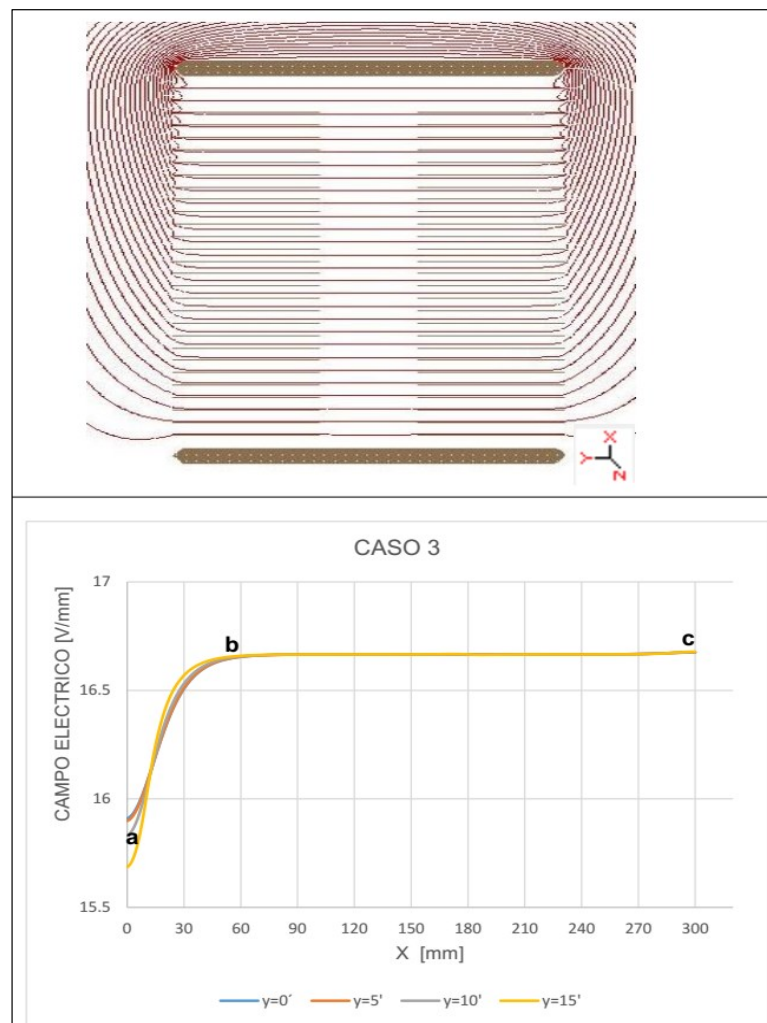 X
Y
Z
CASO 3
CAMPO ELECTRICO [V/mm]
17
16.5
16
15.5
a
b
c
0 30 60 90 120 150 180 210 240 270 300
X [mm]
y=0´ y=5' y=10' y=15'